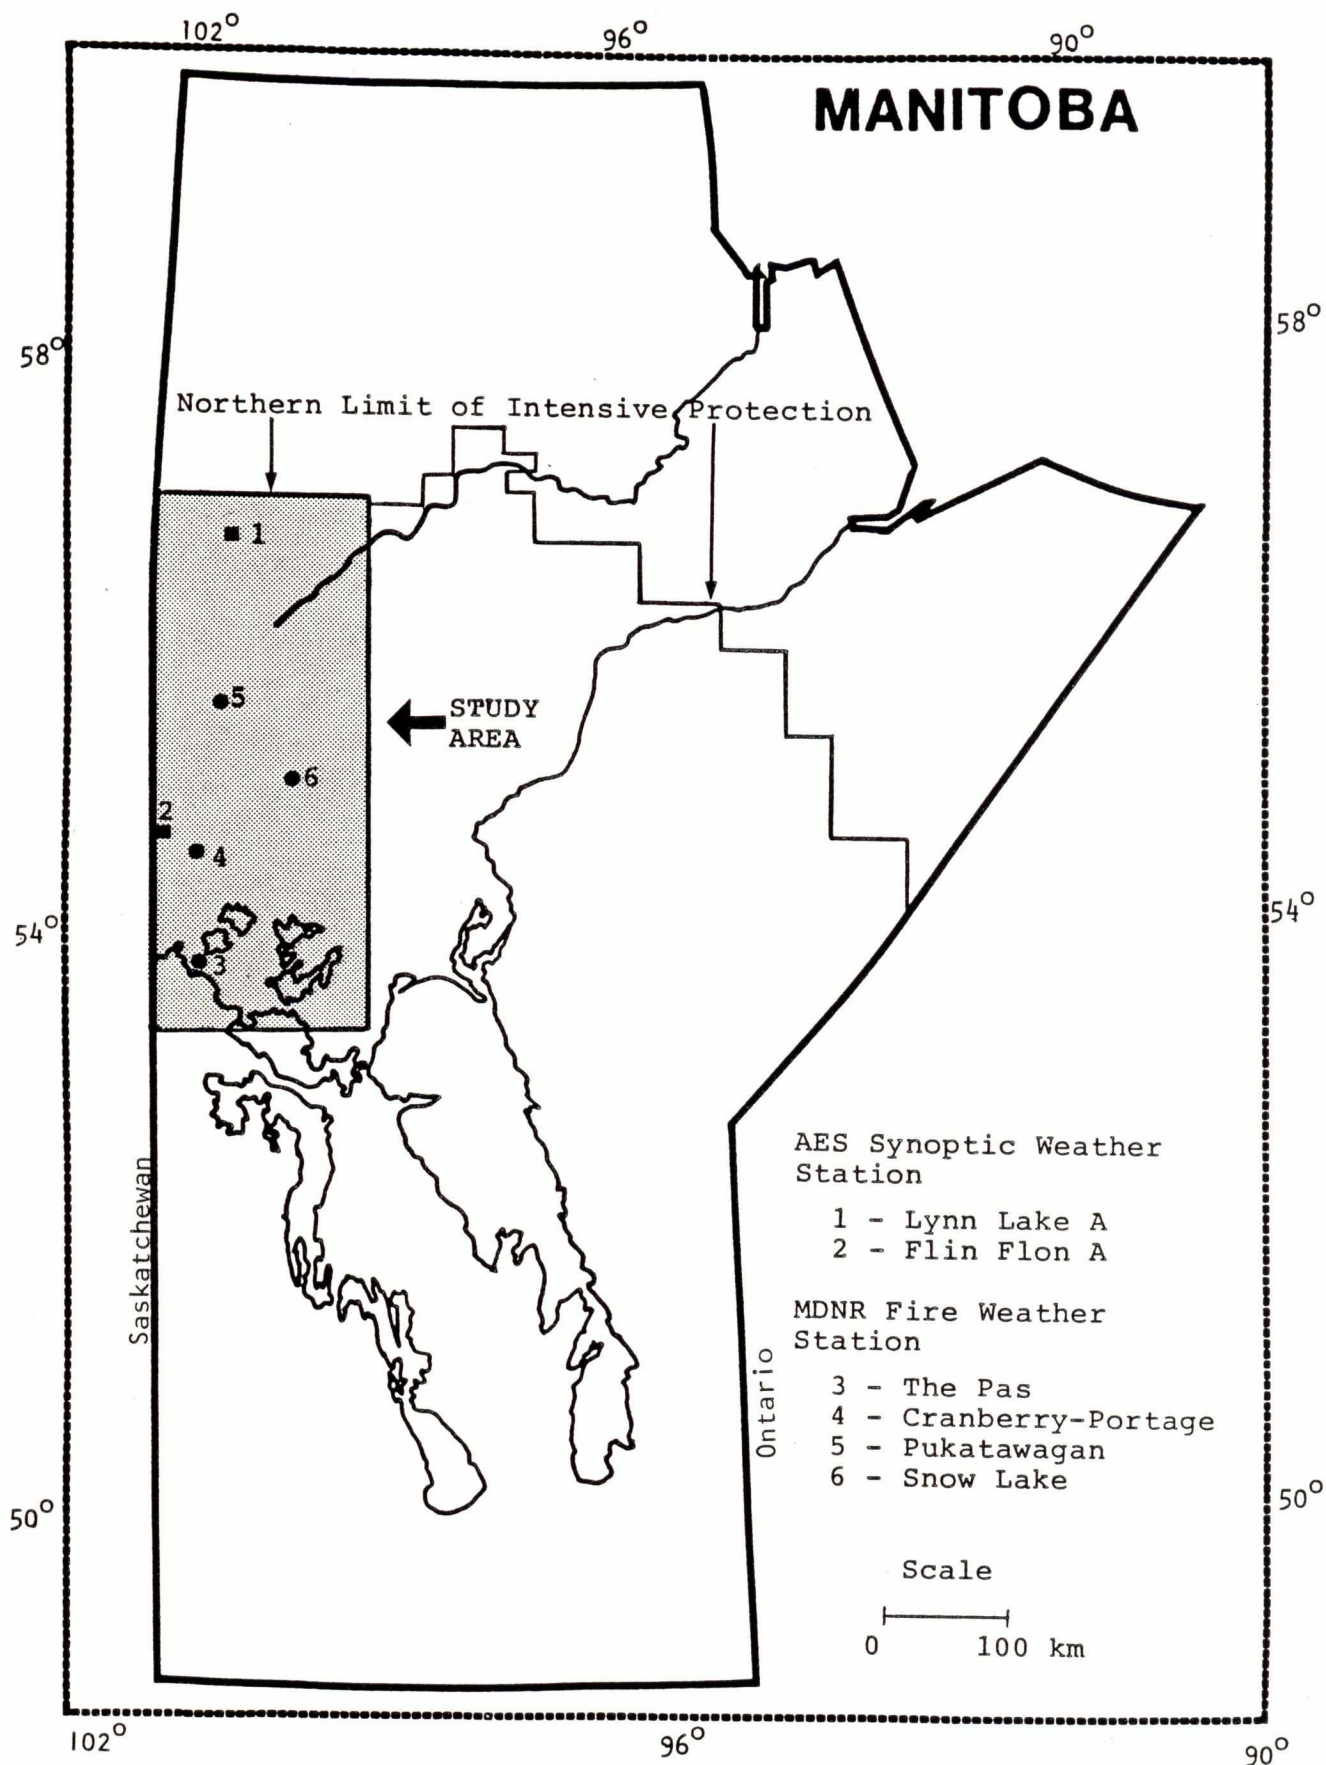 102°
96°
90°
MANITOBA
58°
58°
Northern Limit of Intensive Protection
1
5
STUDY
AREA
6
2
4
54°
54°
3
Saskatchewan
AES Synoptic Weather
Station
1 - Lynn Lake A
2 - Flin Flon A
MDNR Fire Weather
Station
Ontario
3 - The Pas
4 - Cranberry-Portage
5 - Pukatawagan
6 - Snow Lake
50°
50°
Scale
0 100 km
102°
96°
90°